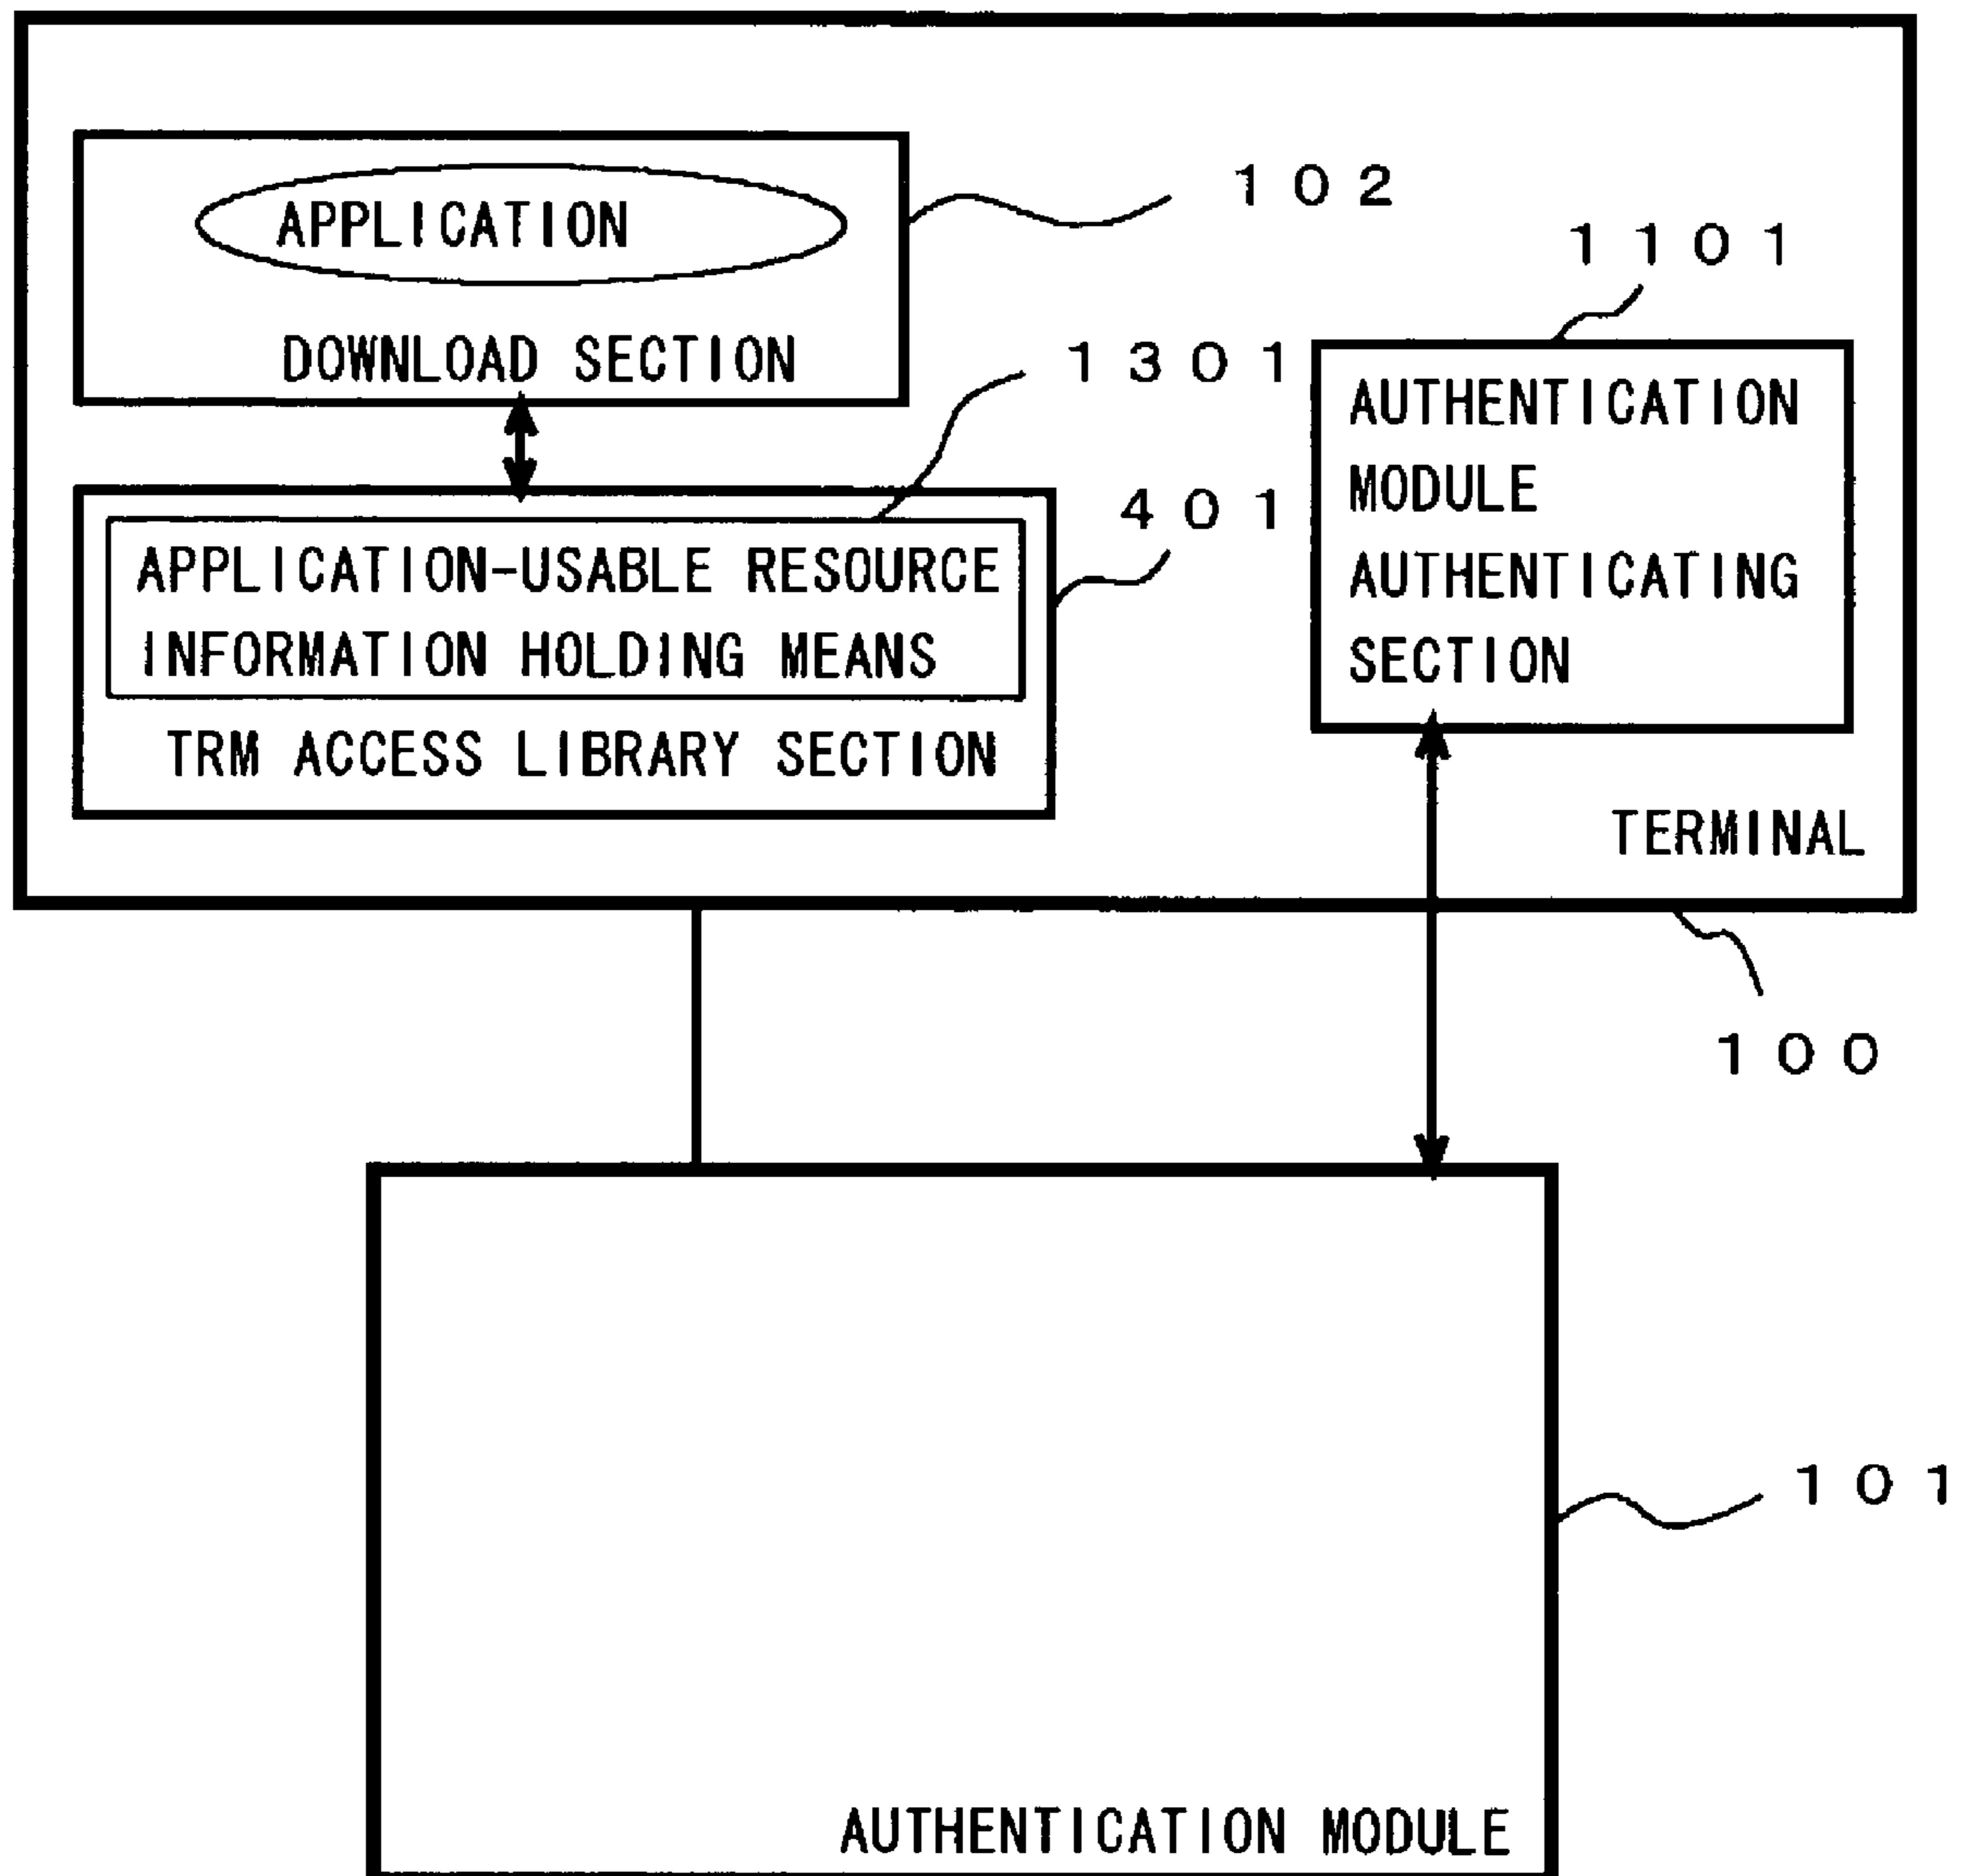 APPLICATION
DOWNLOAD SECTION
102
1101
1301
AUTHENTICATION
MODULE
AUTHENTICATING
SECTION
401
APPLICATION-USABLE RESOURCE
INFORMATION HOLDING MEANS
TRM ACCESS LIBRARY SECTION
TERMINAL
100
101
AUTHENTICATION MODULE